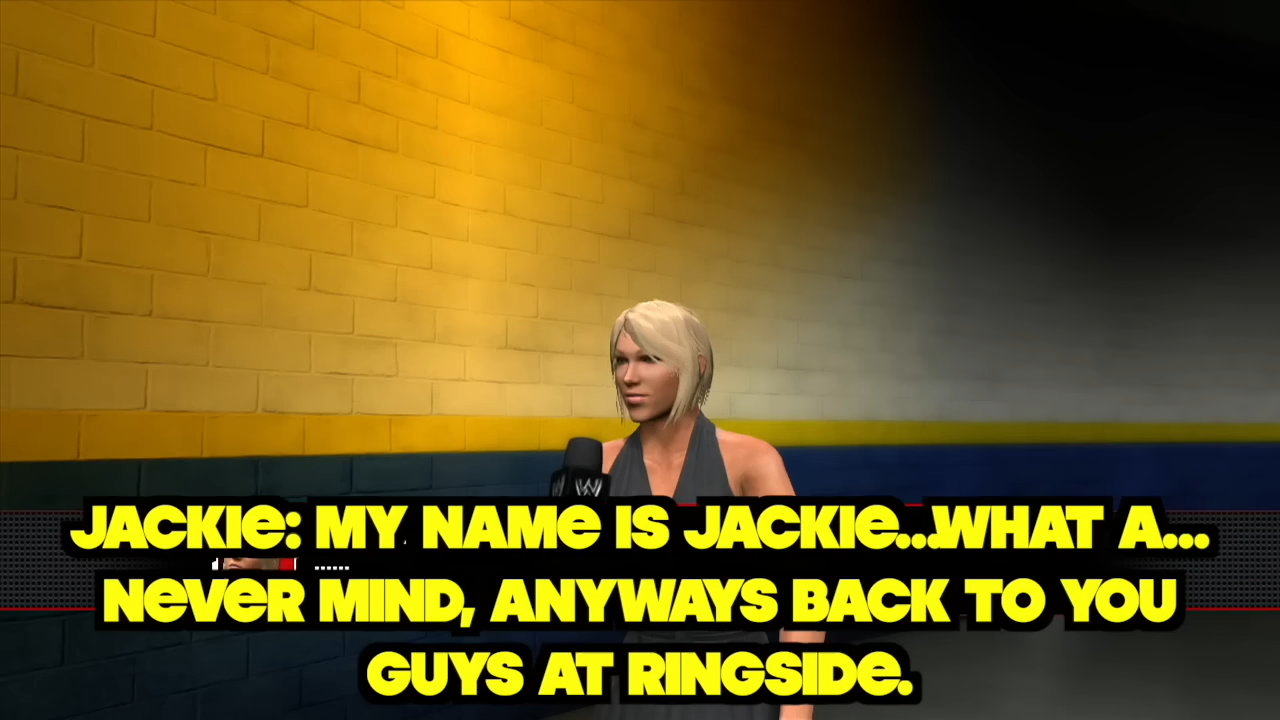 JACKIE: MY NAME IS JACKIE...WHAT A...
NEVER MIND, ANYWAYS BACK TO YOU
GUYS AT RINGSIDE.